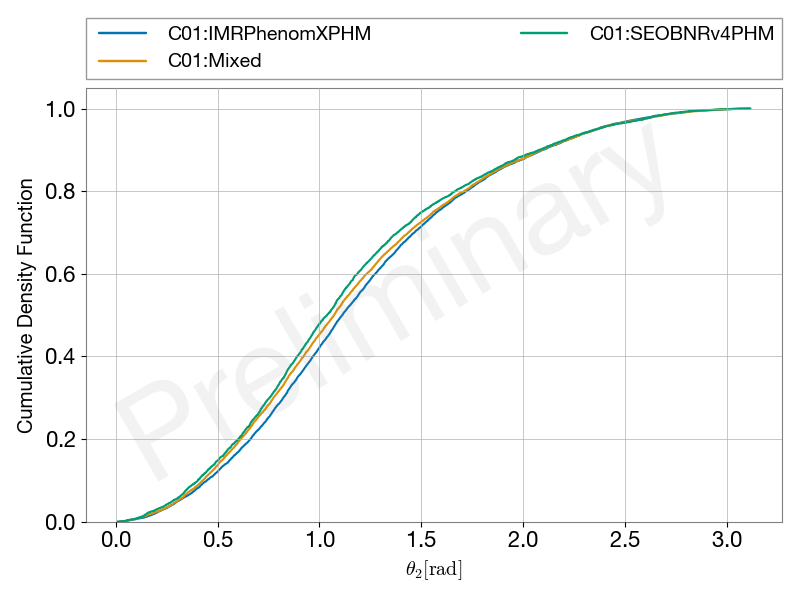 C01:IMRPhenomXPHM
C01:Mixed
C01:SEOBNRv4PHM
Preliminary
Cumulative Density Function
1.0
0.8
0.6
0.4
0.2
0.0
0.0 0.5 1.0 1.5 2.0 2.5 3.0
θ₂[rad]